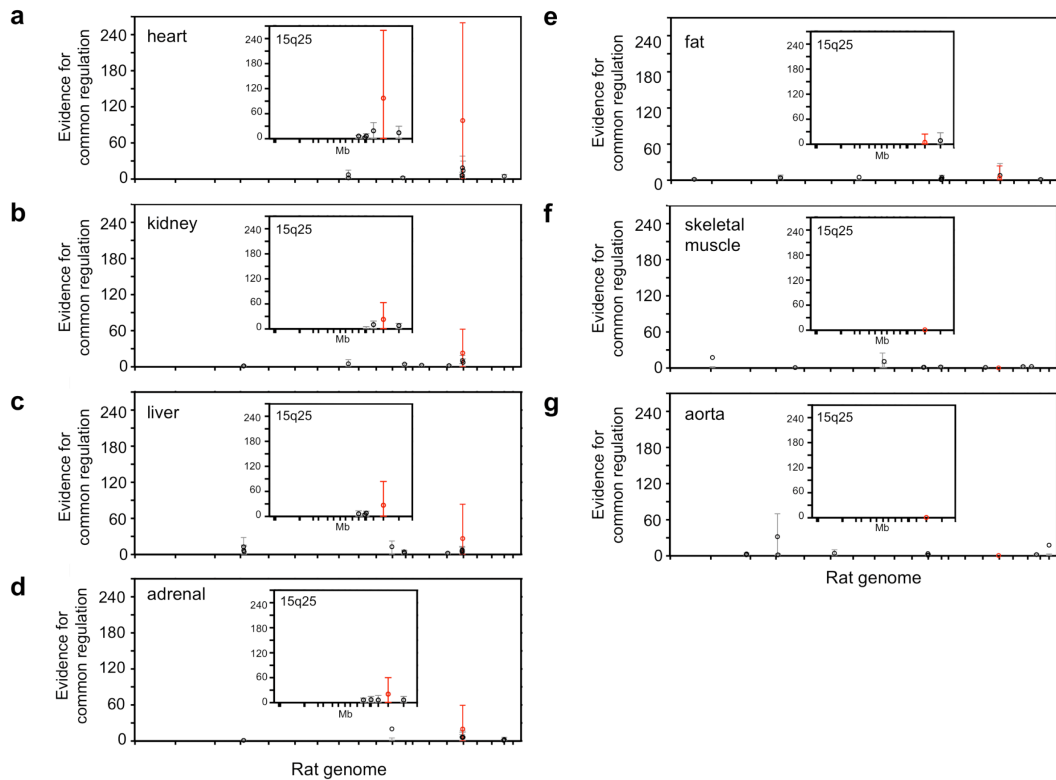 a
heart
Evidence for
common regulation
240
180
120
60
0
15q25
240
180
120
60
0
Mb
b
kidney
Evidence for
common regulation
240
180
120
60
0
15q25
240
180
120
60
0
Mb
c
liver
Evidence for
common regulation
240
180
120
60
0
15q25
240
180
120
60
0
Mb
d
adrenal
Evidence for
common regulation
240
180
120
60
0
15q25
240
180
120
60
0
Mb
Rat genome
e
fat
Evidence for
common regulation
240
180
120
60
0
15q25
240
180
120
60
0
Mb
f
skeletal
muscle
Evidence for
common regulation
240
180
120
60
0
15q25
240
180
120
60
0
Mb
g
aorta
Evidence for
common regulation
240
180
120
60
0
15q25
240
180
120
60
0
Mb
Rat genome